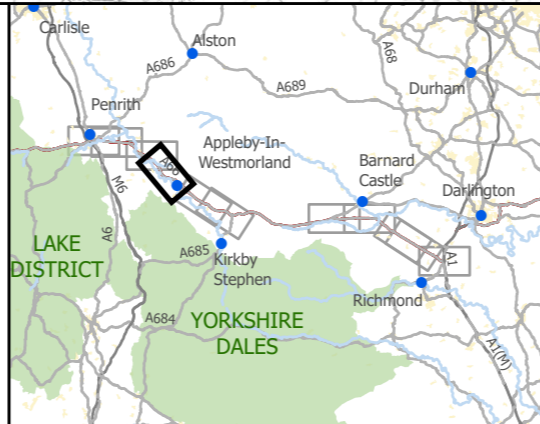 Carlisle
Alston
A68
A686
A689
Durham
Penrith
Appleby-In-
Westmorland
A66
Barnard
Castle
Darlington
M6
A6
LAKE
DISTRICT
A685
Kirkby
Stephen
A1
Richmond
A684
YORKSHIRE
DALES
A1(M)